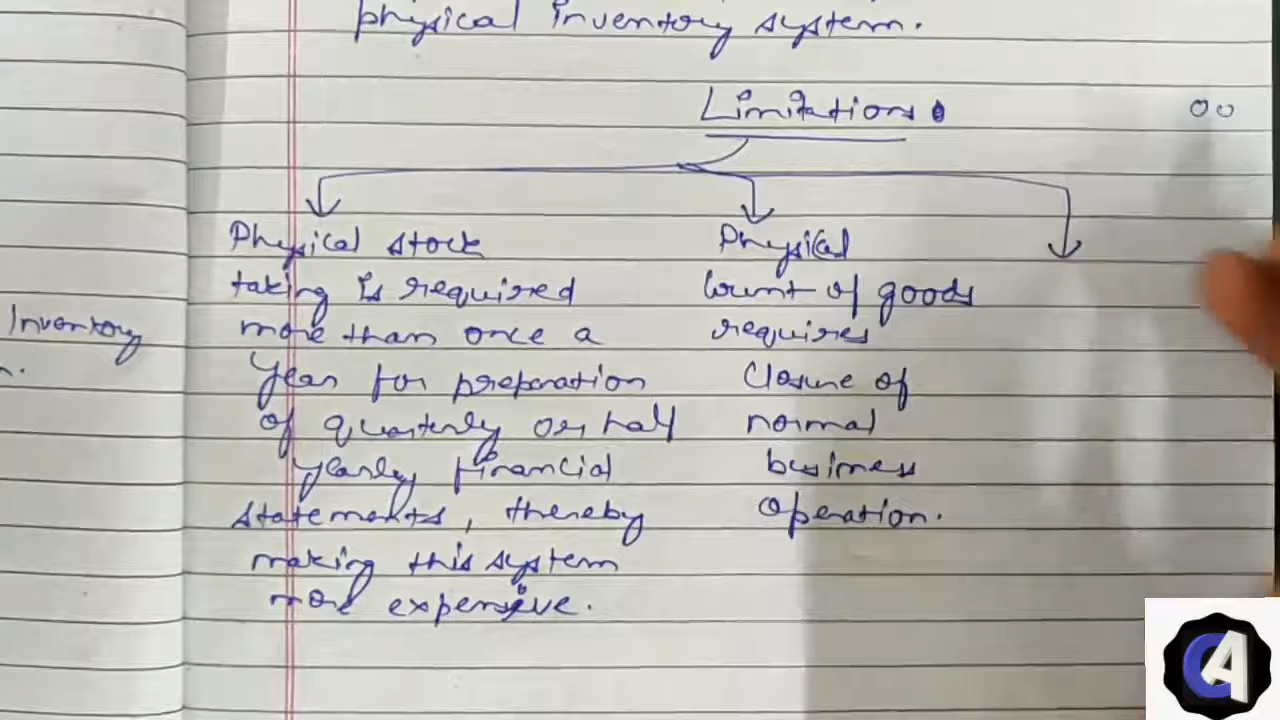 physical inventory system.
Limitations
Physical stock
taking is required
more than once a
Year for preparation
of quarterly or half
yearly financial
statements, thereby
making this system
more expensive.
Physical
Count of goods
requires
Closure of
normal
business
Operation.
Inventory
CA